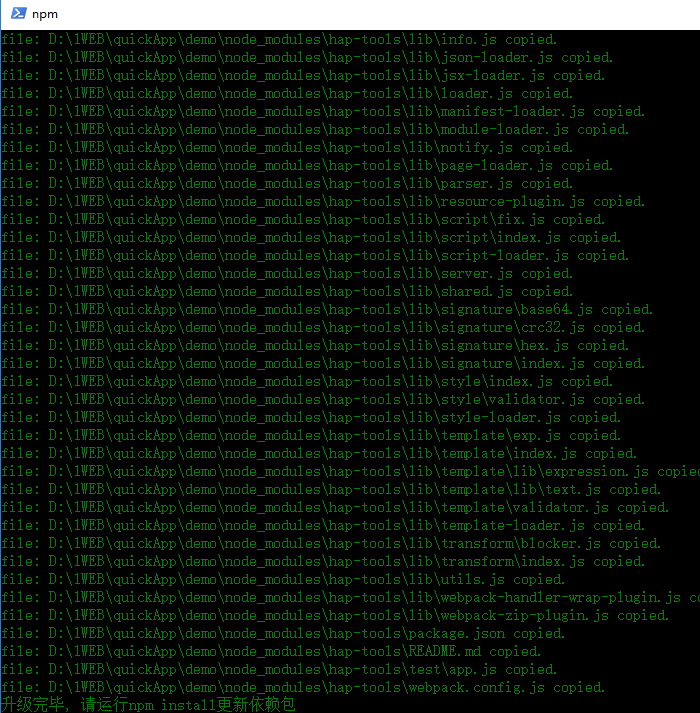 npm
file: D:\1WEB\quickApp\demo\node_modules\hap-tools\lib\info.js copied.
file: D:\1WEB\quickApp\demo\node_modules\hap-tools\lib\json-loader.js copied.
file: D:\1WEB\quickApp\demo\node_modules\hap-tools\lib\jsx-loader.js copied.
file: D:\1WEB\quickApp\demo\node_modules\hap-tools\lib\loader.js copied.
file: D:\1WEB\quickApp\demo\node_modules\hap-tools\lib\manifest-loader.js copied.
file: D:\1WEB\quickApp\demo\node_modules\hap-tools\lib\module-loader.js copied.
file: D:\1WEB\quickApp\demo\node_modules\hap-tools\lib\notify.js copied.
file: D:\1WEB\quickApp\demo\node_modules\hap-tools\lib\page-loader.js copied.
file: D:\1WEB\quickApp\demo\node_modules\hap-tools\lib\parser.js copied.
file: D:\1WEB\quickApp\demo\node_modules\hap-tools\lib\resource-plugin.js copied.
file: D:\1WEB\quickApp\demo\node_modules\hap-tools\lib\script\fix.js copied.
file: D:\1WEB\quickApp\demo\node_modules\hap-tools\lib\script\index.js copied.
file: D:\1WEB\quickApp\demo\node_modules\hap-tools\lib\script-loader.js copied.
file: D:\1WEB\quickApp\demo\node_modules\hap-tools\lib\server.js copied.
file: D:\1WEB\quickApp\demo\node_modules\hap-tools\lib\shared.js copied.
file: D:\1WEB\quickApp\demo\node_modules\hap-tools\lib\signature\base64.js copied.
file: D:\1WEB\quickApp\demo\node_modules\hap-tools\lib\signature\crc32.js copied.
file: D:\1WEB\quickApp\demo\node_modules\hap-tools\lib\signature\hex.js copied.
file: D:\1WEB\quickApp\demo\node_modules\hap-tools\lib\signature\index.js copied.
file: D:\1WEB\quickApp\demo\node_modules\hap-tools\lib\style\index.js copied.
file: D:\1WEB\quickApp\demo\node_modules\hap-tools\lib\style\validator.js copied.
file: D:\1WEB\quickApp\demo\node_modules\hap-tools\lib\style-loader.js copied.
file: D:\1WEB\quickApp\demo\node_modules\hap-tools\lib\template\exp.js copied.
file: D:\1WEB\quickApp\demo\node_modules\hap-tools\lib\template\index.js copied.
file: D:\1WEB\quickApp\demo\node_modules\hap-tools\lib\template\lib\expression.js copied
file: D:\1WEB\quickApp\demo\node_modules\hap-tools\lib\template\lib\text.js copied.
file: D:\1WEB\quickApp\demo\node_modules\hap-tools\lib\template\validator.js copied.
file: D:\1WEB\quickApp\demo\node_modules\hap-tools\lib\template-loader.js copied.
file: D:\1WEB\quickApp\demo\node_modules\hap-tools\lib\transform\blocker.js copied.
file: D:\1WEB\quickApp\demo\node_modules\hap-tools\lib\transform\index.js copied.
file: D:\1WEB\quickApp\demo\node_modules\hap-tools\lib\utils.js copied.
file: D:\1WEB\quickApp\demo\node_modules\hap-tools\lib\webpack-handler-wrap-plugin.js co
file: D:\1WEB\quickApp\demo\node_modules\hap-tools\lib\webpack-zip-plugin.js copied.
file: D:\1WEB\quickApp\demo\node_modules\hap-tools\package.json copied.
file: D:\1WEB\quickApp\demo\node_modules\hap-tools\README.md copied.
file: D:\1WEB\quickApp\demo\node_modules\hap-tools\test\app.js copied.
file: D:\1WEB\quickApp\demo\node_modules\hap-tools\webpack.config.js copied.
升级完毕, 请运行npm install更新依赖包